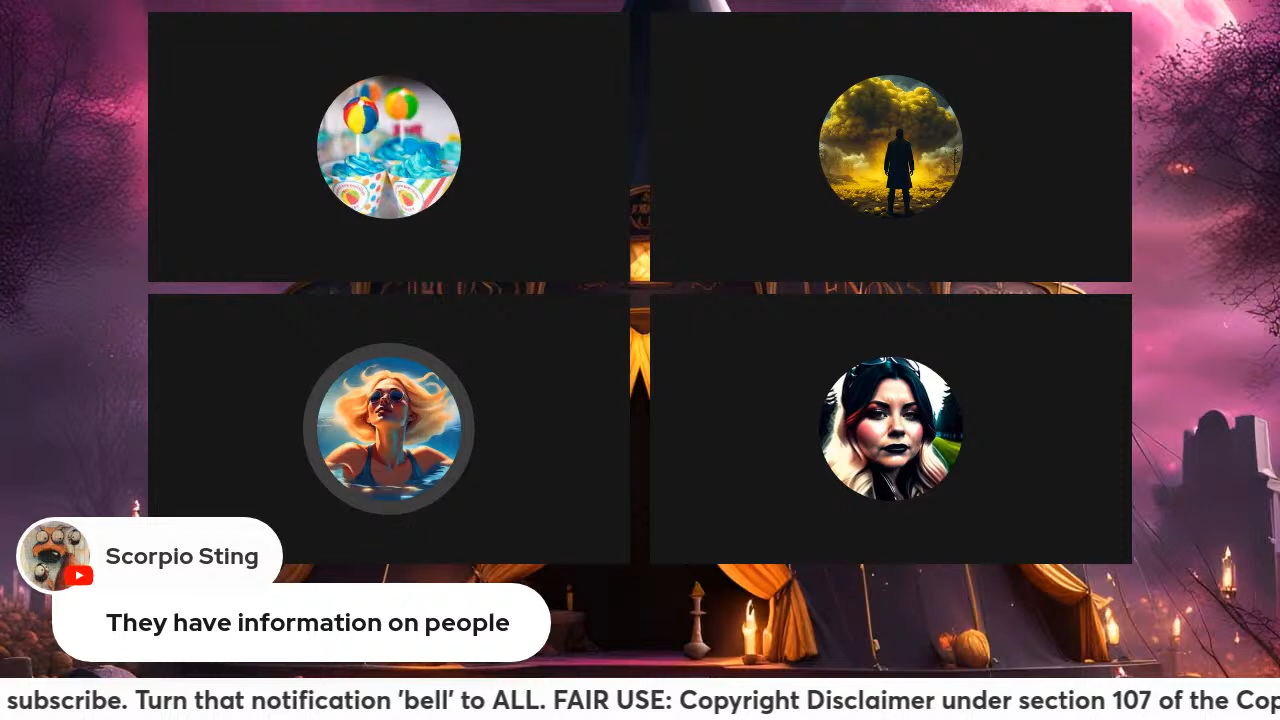 Scorpio Sting
They have information on people
subscribe. Turn that notification 'bell' to ALL. FAIR USE: Copyright Disclaimer under section 107 of the Cop